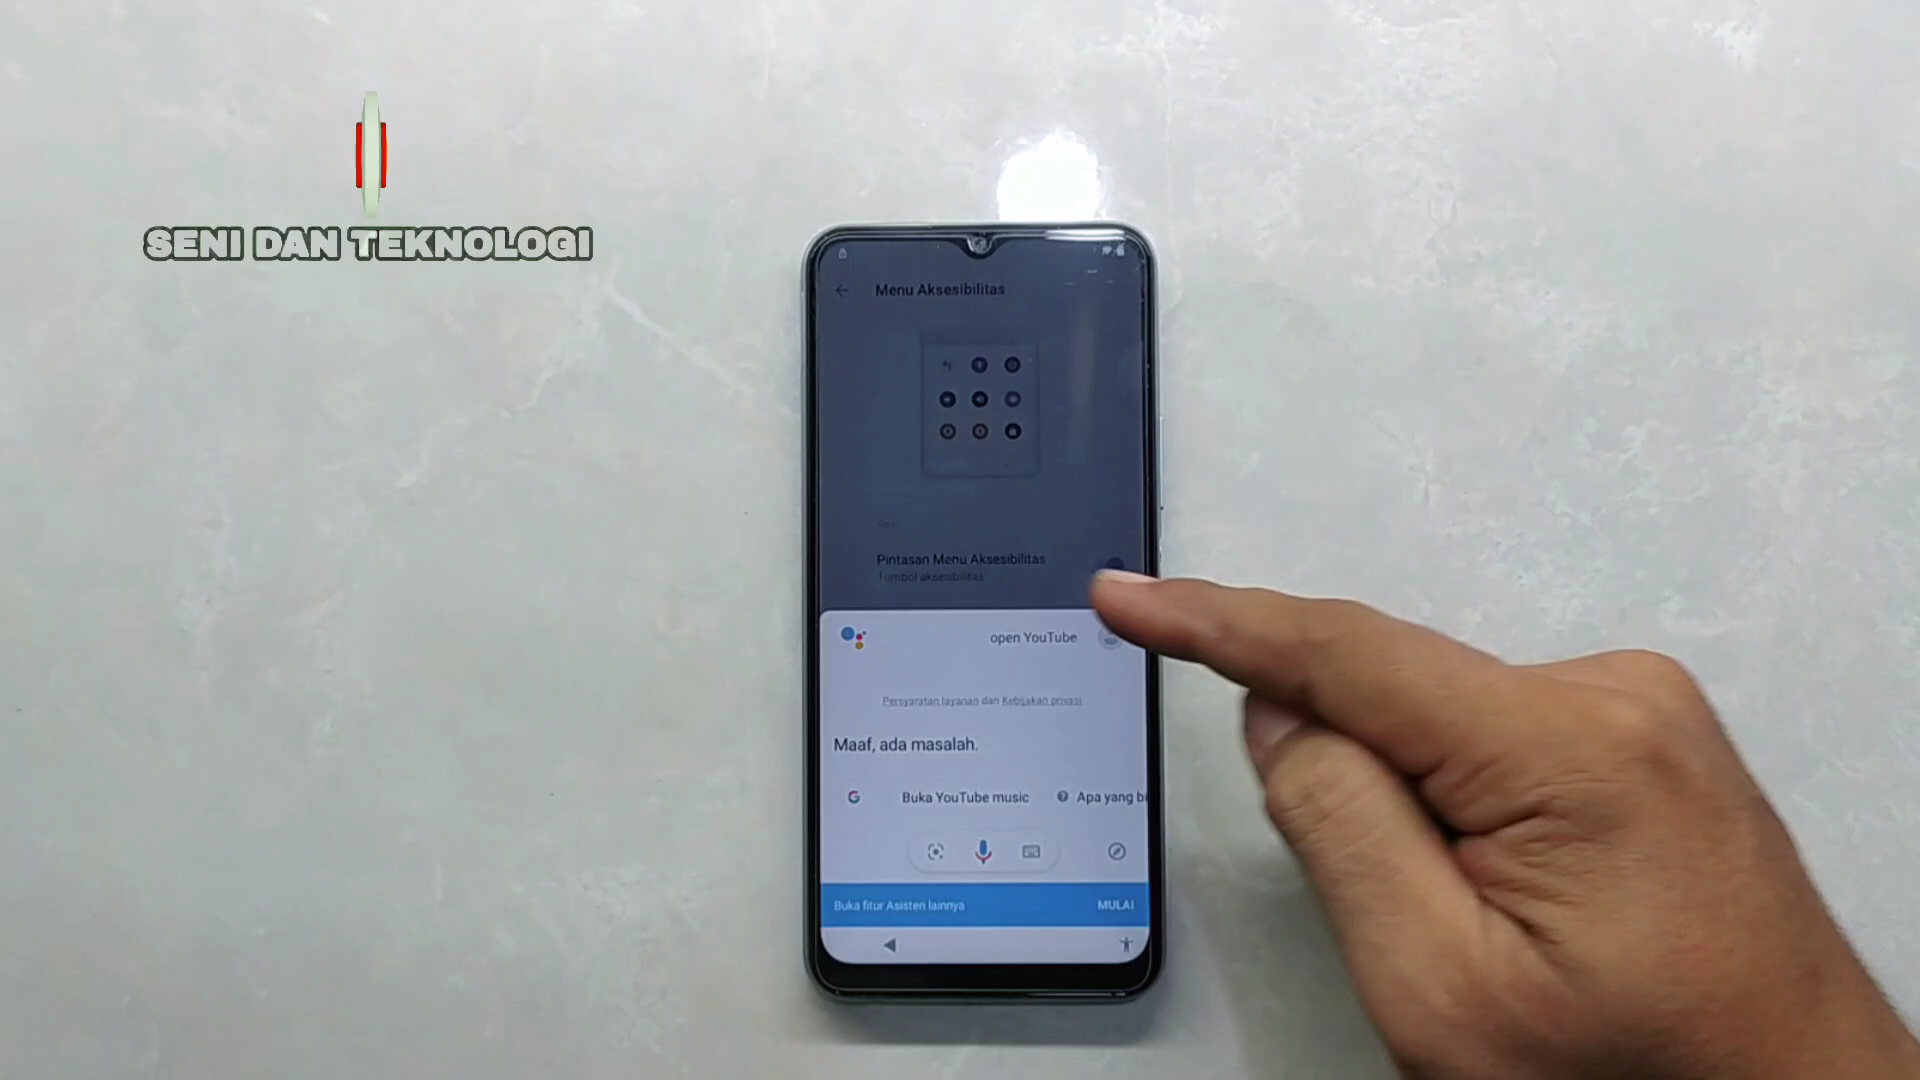 SENI DAN TEKNOLOGI
Menu Aksesibilitas
Pintasan Menu Aksesibilitas
Tombol aksesibilitas
open YouTube
Persyaratan layanan dan Kebijakan privasi
Maaf, ada masalah.
Buka YouTube music
Apa yang bi
Buka fitur Asisten lainnya
MULAI